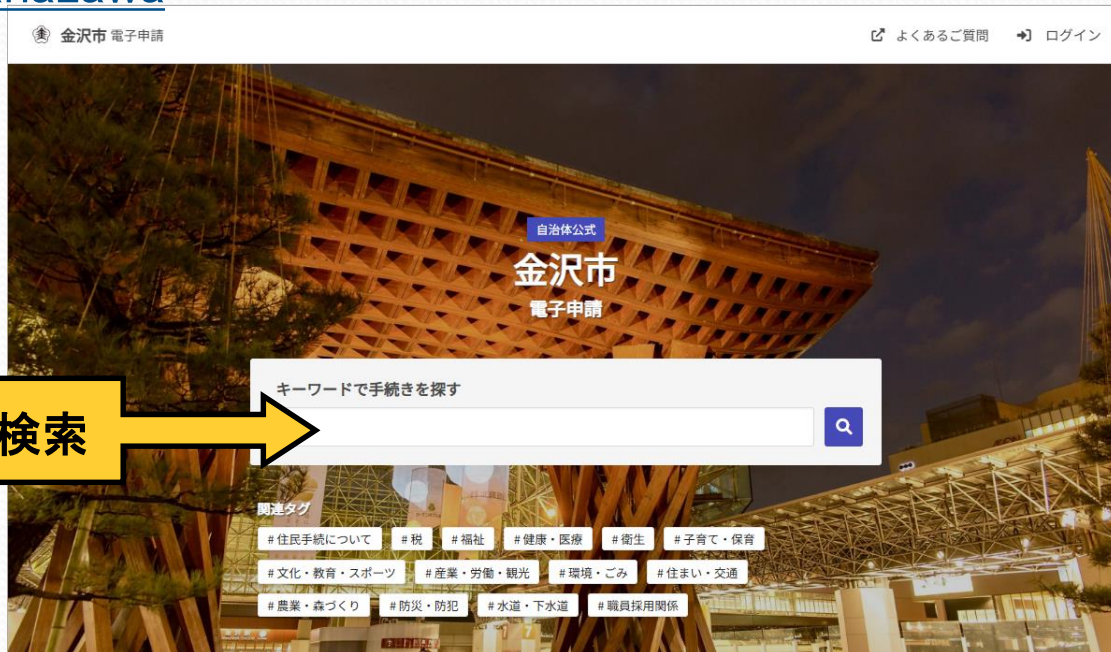 金沢市 電子申請
よくあるご質問 ログイン
自治体公式
金沢市
電子申請
キーワードで手続きを探す
検索
関連タグ
#住民手続について #税 #福祉 #健康・医療 #衛生 #子育て・保育
#文化・教育・スポーツ #産業・労働・観光 #環境・ごみ #住まい・交通
#農業・森づくり #防災・防犯 #水道・下水道 #職員採用関係